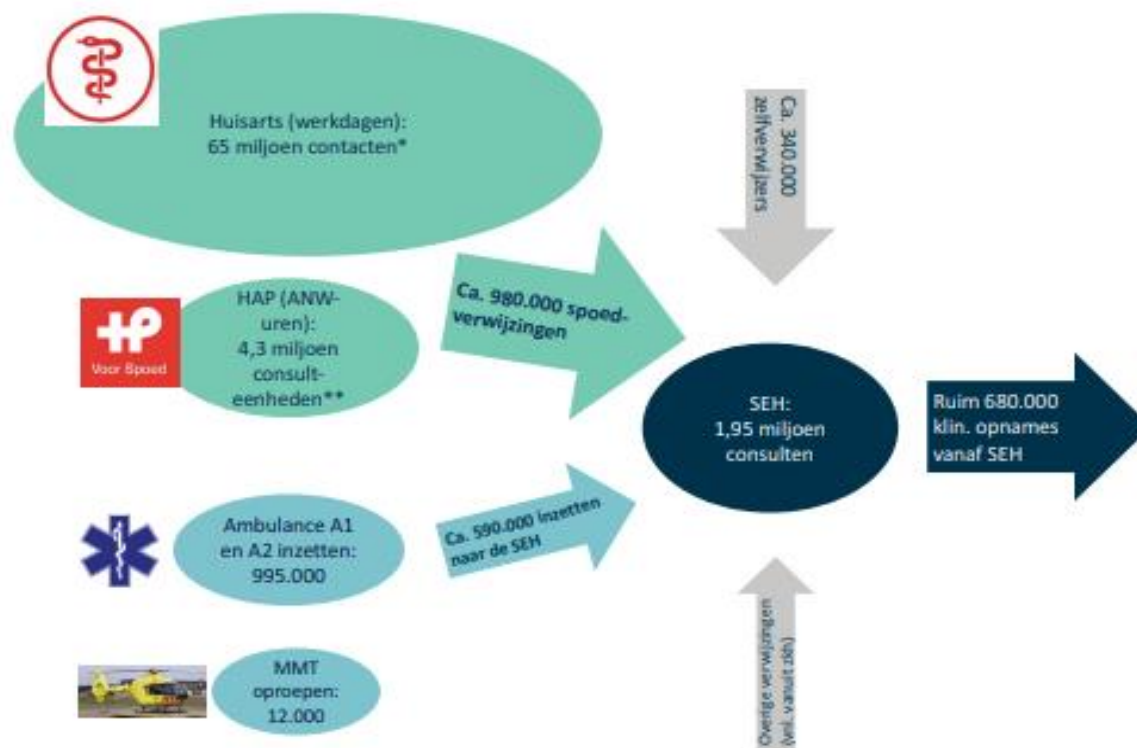 Huisarts (werkdagen):
65 miljoen contacten*
Ca. 340.000
zelfverwijzers
Voor Spoed
HAP (ANW-
uren):
4,3 miljoen
consult-
eenheden**
Ca. 980.000 spoed-
verwijzingen
SEH:
1,95 miljoen
consulten
Ruim 680.000
klin. opnames
vanaf SEH
Ambulance A1
en A2 inzetten:
995.000
Ca. 590.000 inzetten
naar de SEH
MMT
oproepen:
12.000
Overige verwijzingen
(vnl. vanuit zkh)